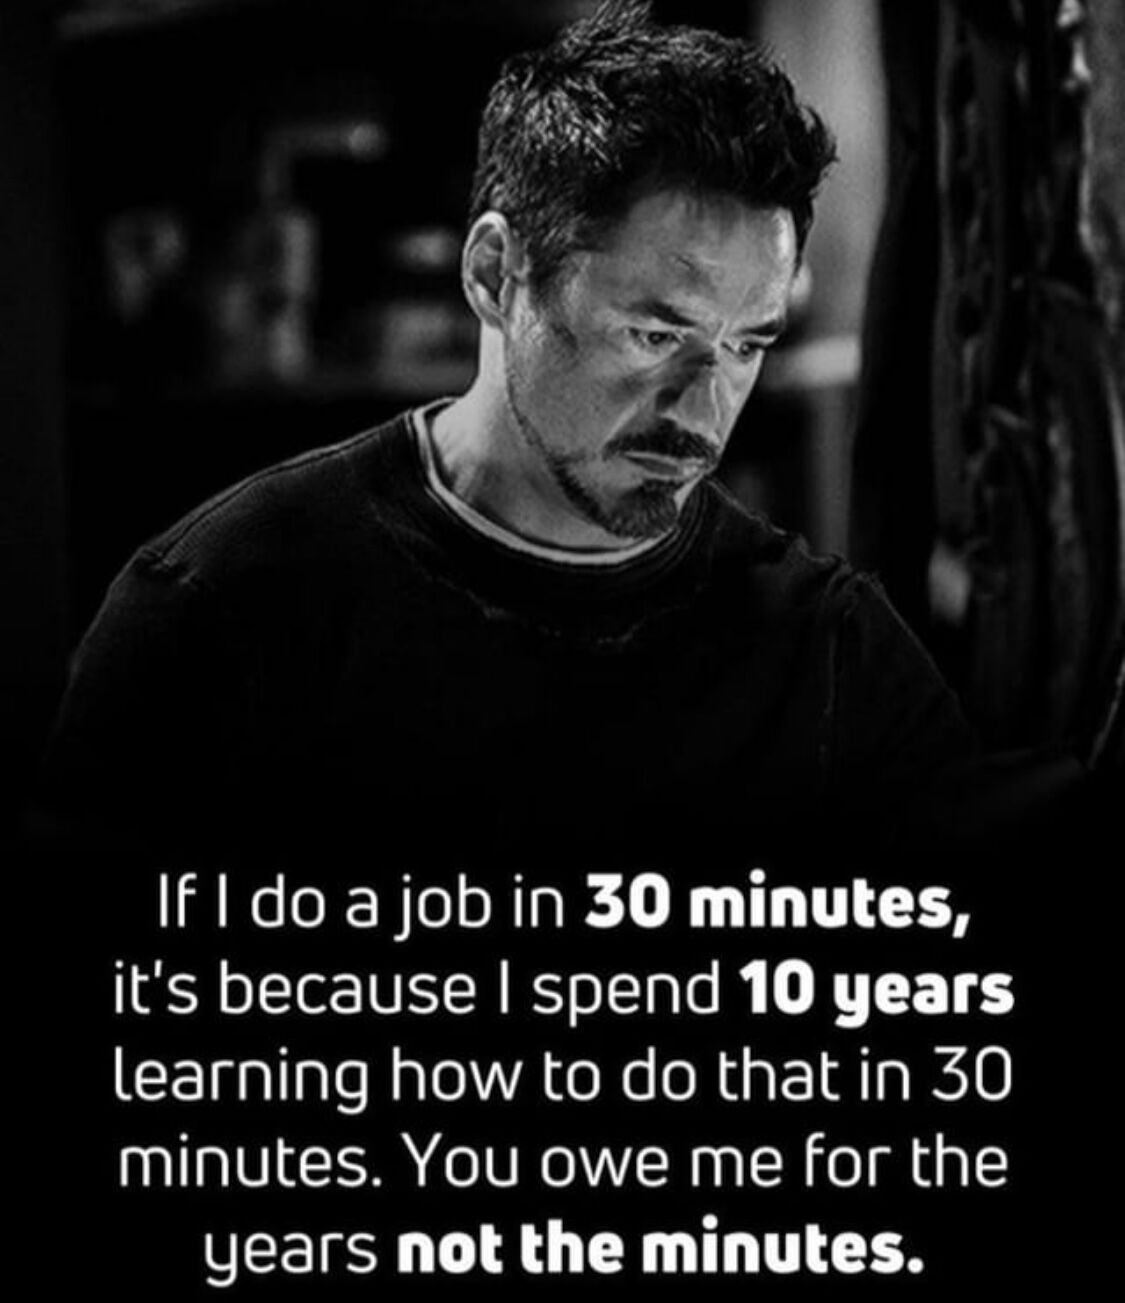 If I do a job in 30 minutes,
it's because I spend 10 years
learning how to do that in 30
minutes. You owe me for the
years not the minutes.